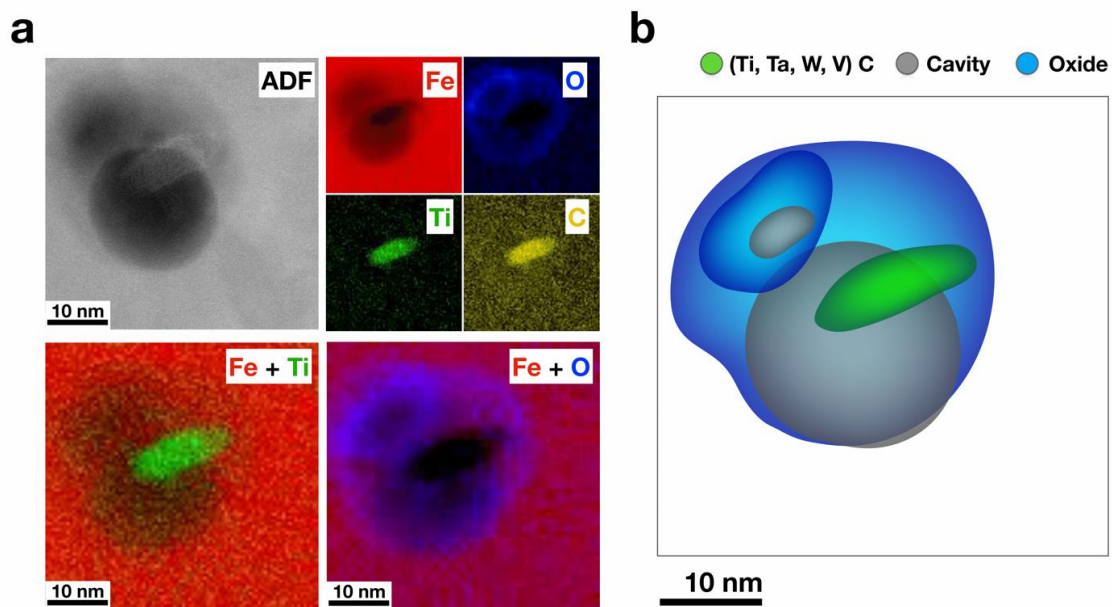 a
b
(Ti, Ta, W, V) C
Cavity
Oxide
ADF
Fe
O
Ti
C
10 nm
Fe + Ti
Fe + O
10 nm
10 nm
10 nm